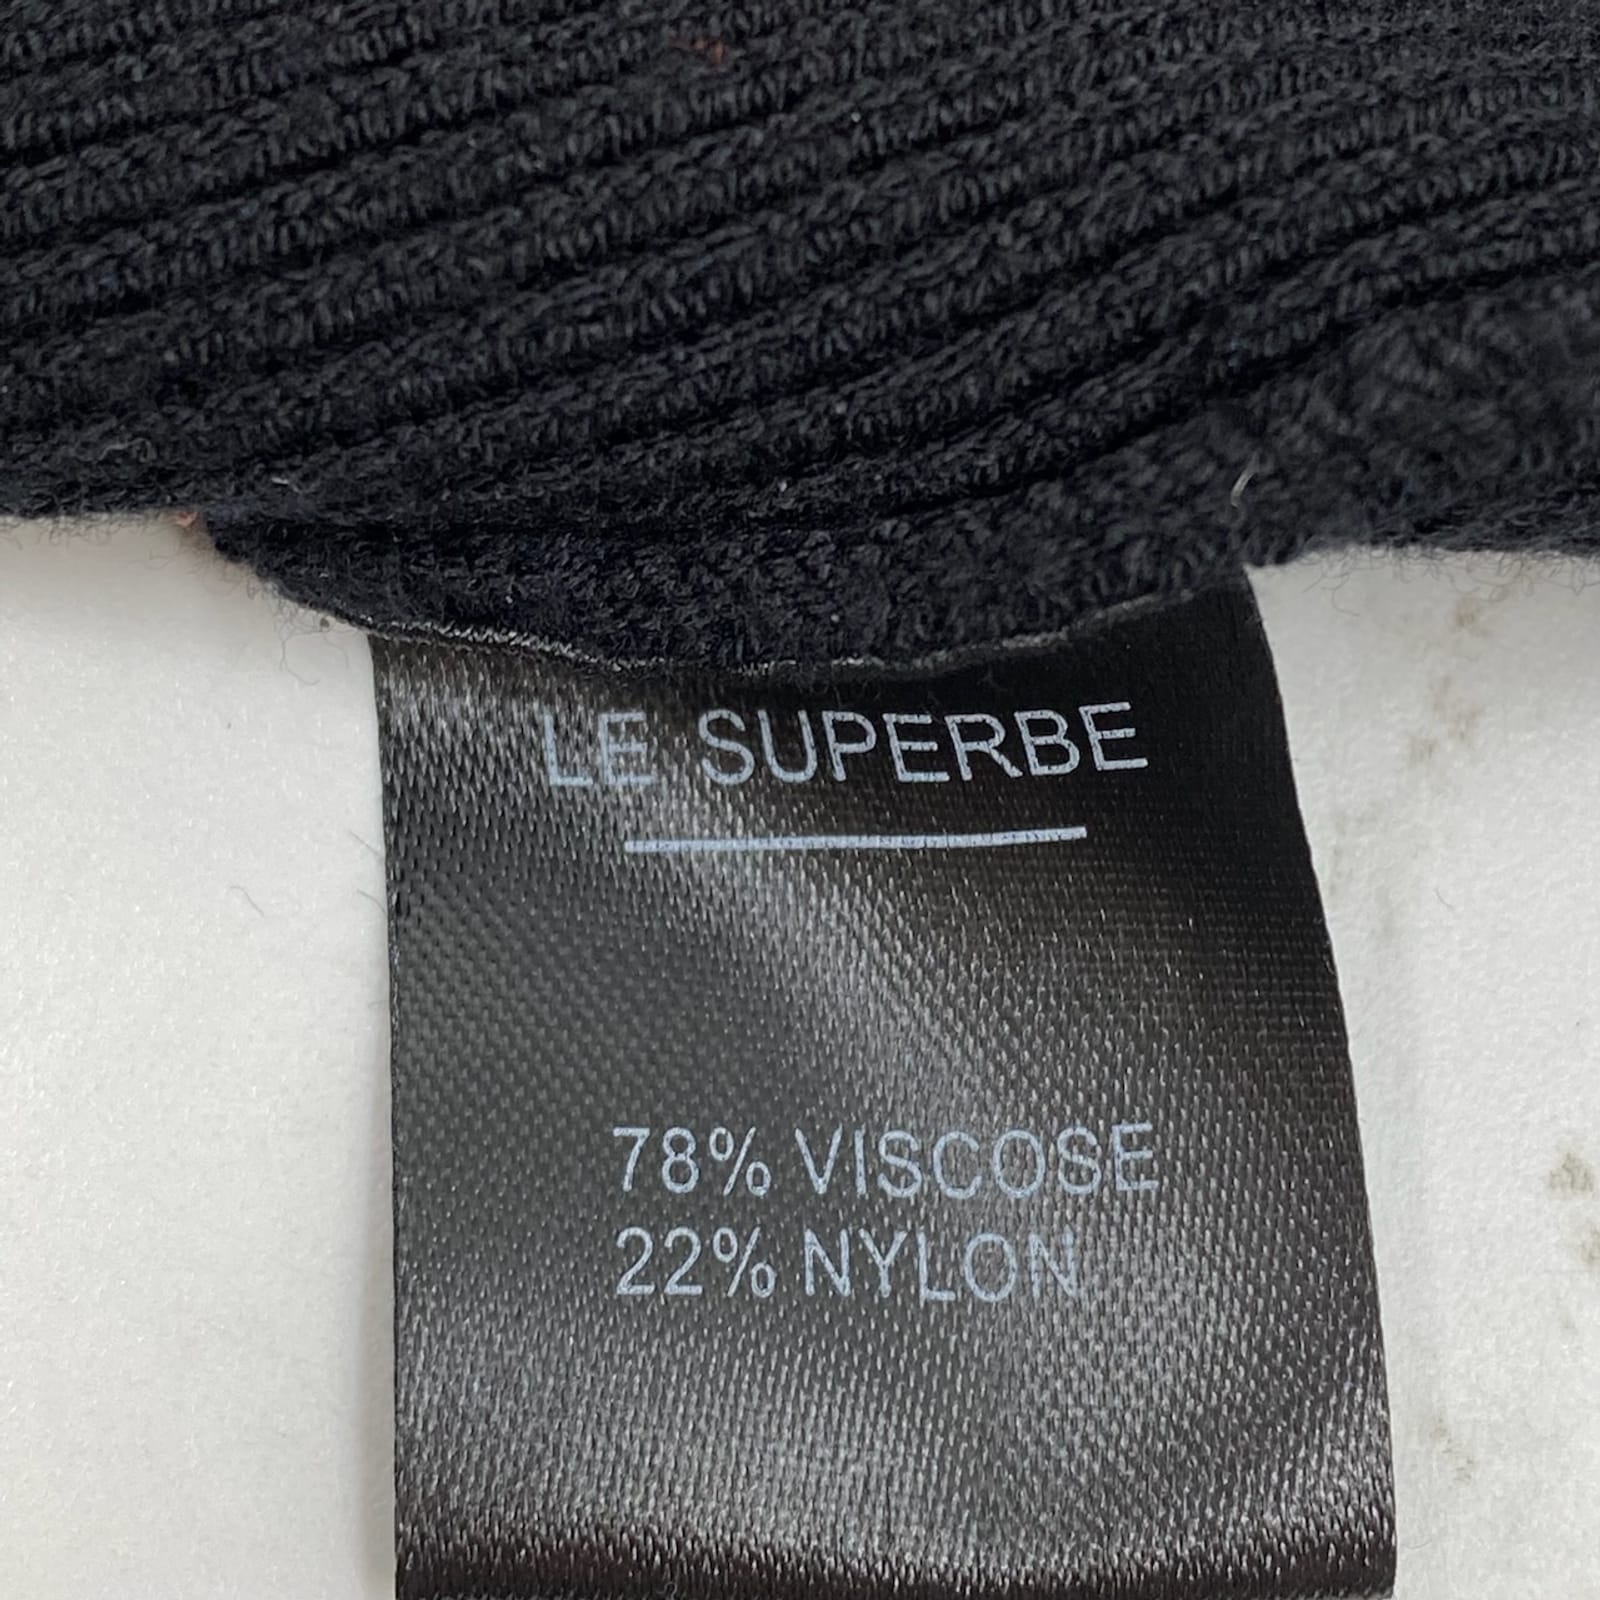 LE SUPERBE
78% VISCOSE
22% NYLON